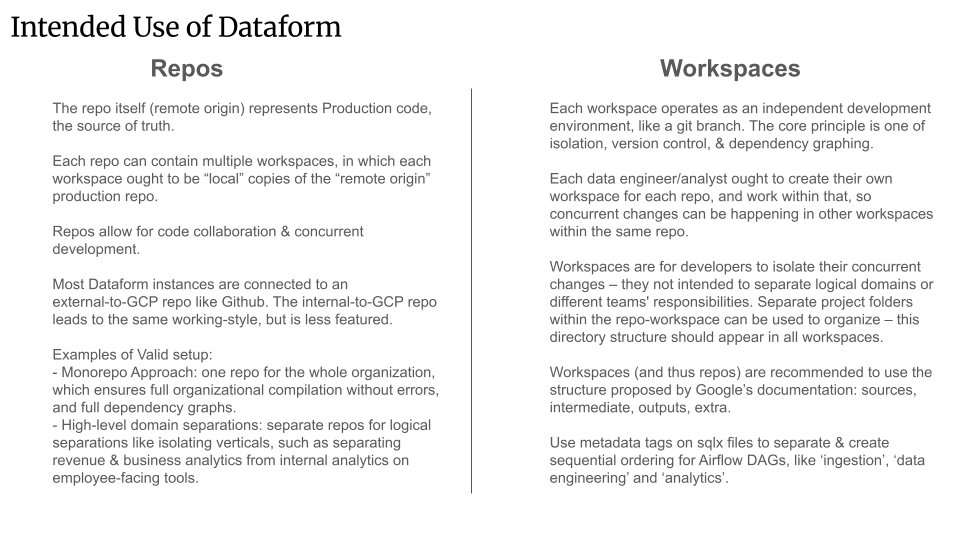 Intended Use of Dataform
Repos
The repo itself (remote origin) represents Production code,
the source of truth.
Each repo can contain multiple workspaces, in which each
workspace ought to be “local” copies of the “remote origin”
production repo.
Repos allow for code collaboration & concurrent
development.
Most Dataform instances are connected to an
external-to-GCP repo like Github. The internal-to-GCP repo
leads to the same working-style, but is less featured.
Examples of Valid setup:
- Monorepo Approach: one repo for the whole organization,
which ensures full organizational compilation without errors,
and full dependency graphs.
- High-level domain separations: separate repos for logical
separations like isolating verticals, such as separating
revenue & business analytics from internal analytics on
employee-facing tools.
Workspaces
Each workspace operates as an independent development
environment, like a git branch. The core principle is one of
isolation, version control, & dependency graphing.
Each data engineer/analyst ought to create their own
workspace for each repo, and work within that, so
concurrent changes can be happening in other workspaces
within the same repo.
Workspaces are for developers to isolate their concurrent
changes – they not intended to separate logical domains or
different teams' responsibilities. Separate project folders
within the repo-workspace can be used to organize – this
directory structure should appear in all workspaces.
Workspaces (and thus repos) are recommended to use the
structure proposed by Google’s documentation: sources,
intermediate, outputs, extra.
Use metadata tags on sqlx files to separate & create
sequential ordering for Airflow DAGs, like ‘ingestion’, ‘data
engineering’ and ‘analytics’.